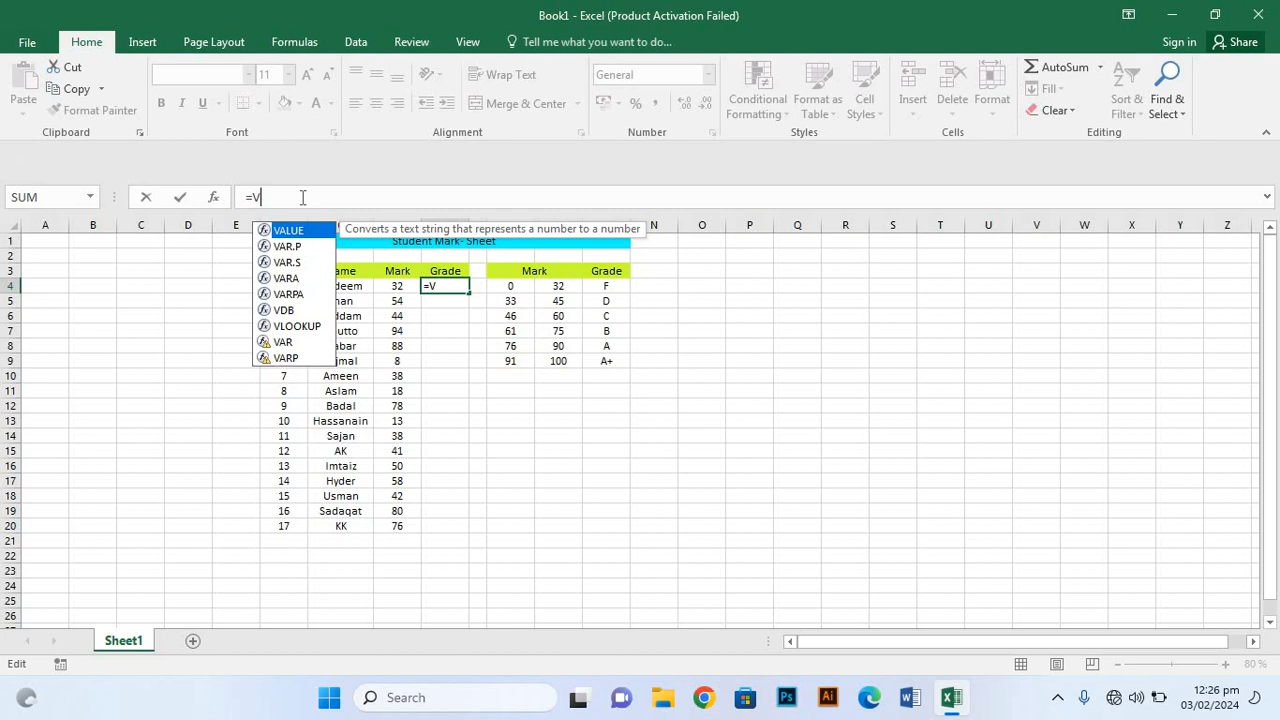 Book1 - Excel (Product Activation Failed)
File Home Insert Page Layout Formulas Data Review View Tell me what you want to do... Sign in Share
Cut
Copy
Format Painter
Paste
Clipboard
11
B I U A
Font
Wrap Text
Merge & Center
Alignment
General
%
Number
Conditional Formatting
Format as Table
Cell Styles
Styles
Insert Delete Format
Cells
AutoSum
Fill
Clear
Sort & Filter
Find & Select
Editing
SUM fx =V
A B C D E N O P Q R S T U V W X Y Z
VALUE Converts a text string that represents a number to a number
VAR.P
VAR.S
VARA
VARPA
VDB
VLOOKUP
VAR
VARP
1 Student Mark- Sheet
2
3 ame Mark Grade Mark Grade
4 deem 32 =V 0 32 F
5 nan 54 33 45 D
6 ddam 44 46 60 C
7 utto 94 61 75 B
8 abar 88 76 90 A
9 mal 8 91 100 A+
10 7 Ameen 38
11 8 Aslam 18
12 9 Badal 78
13 10 Hassanain 13
14 11 Sajan 38
15 12 AK 41
16 13 Imtaiz 50
17 14 Hyder 58
18 15 Usman 42
19 16 Sadaqat 80
20 17 KK 76
21
22
23
24
25
26
Sheet1
Edit 80 %
Search Ps Ai 12:26 pm
03/02/2024